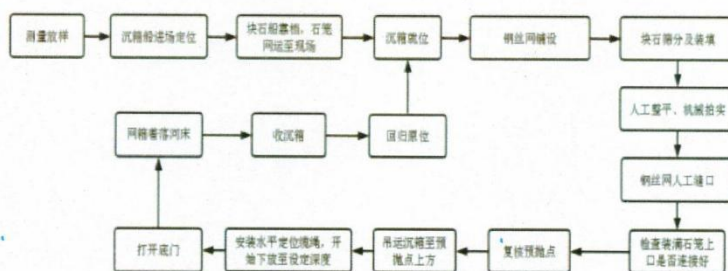 测量放样
沉箱船进场定位
块石船靠档，石笼
网运至现场
沉箱就位
钢丝网铺设
块石筛分及装填
网箱着落河床
收沉箱
回归原位
人工整平、机械拍实
钢丝网人工缝口
打开底门
安装水平定位缆绳，开
始下放至设定深度
吊运沉箱至预
抛点上方
复核预抛点
检查装满石笼上
口是否连接好